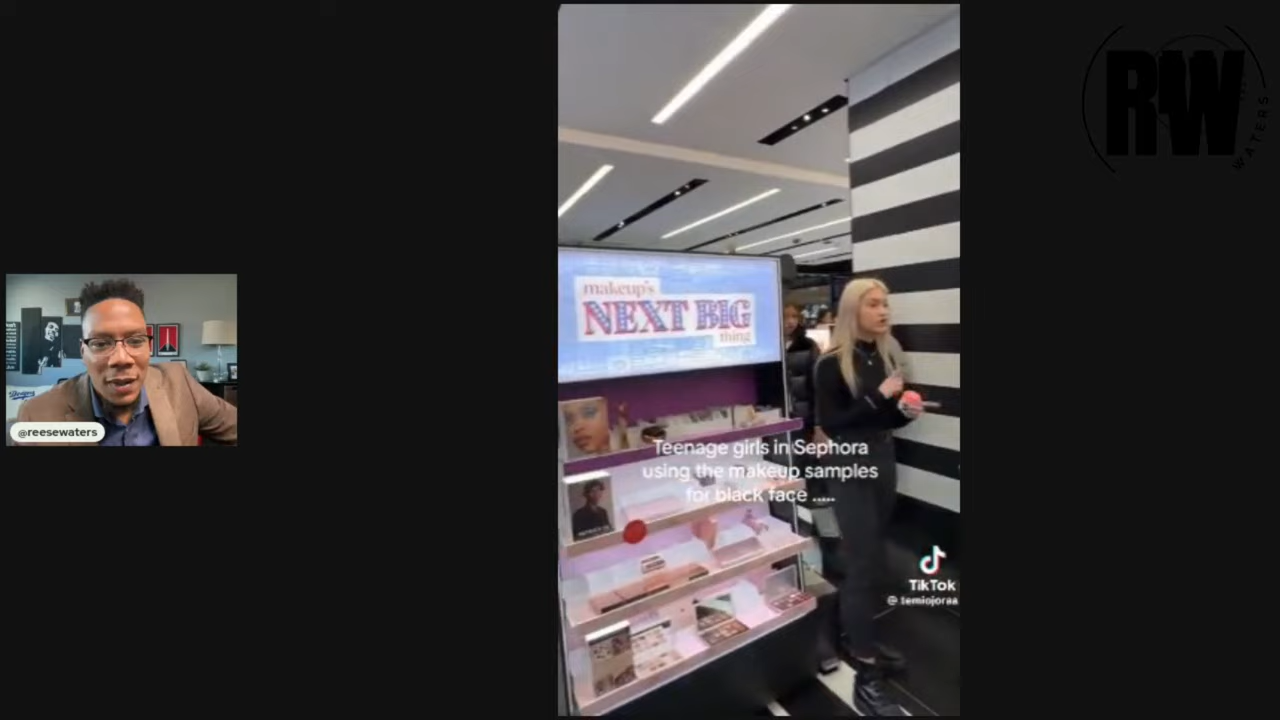 RW
WATERS
makeup's
NEXT BIG
thing
Teenage girls in Sephora
using the makeup samples
for black face .....
@reesewaters
TikTok
@temiojoraa